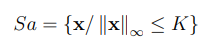 Sa = {x/ ‖x‖∞ ≤ K}